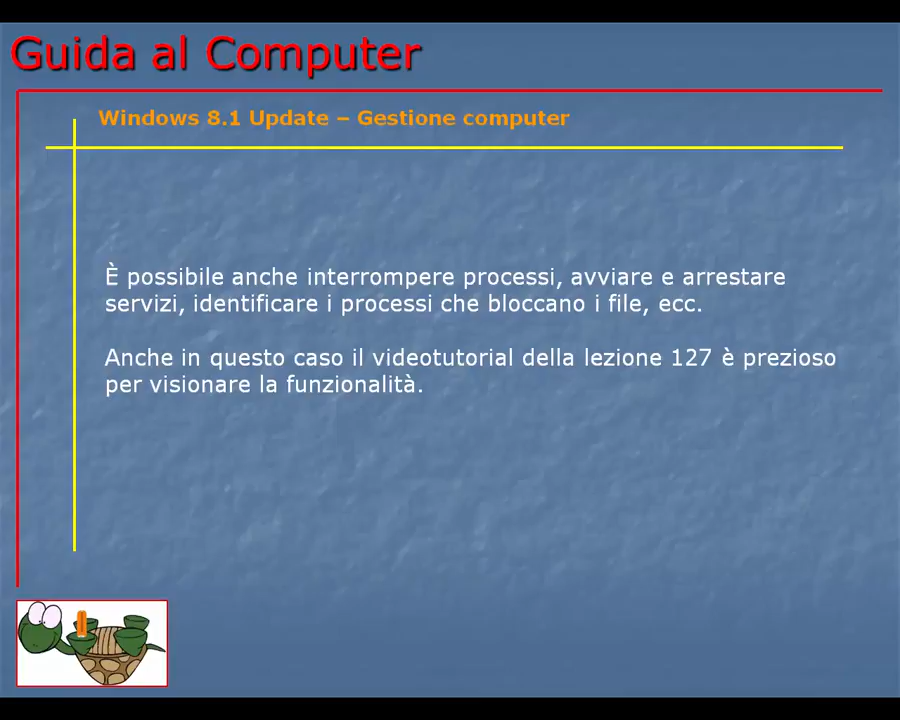 Guida al Computer
Windows 8.1 Update – Gestione computer
È possibile anche interrompere processi, avviare e arrestare
servizi, identificare i processi che bloccano i file, ecc.
Anche in questo caso il videotutorial della lezione 127 è prezioso
per visionare la funzionalità.